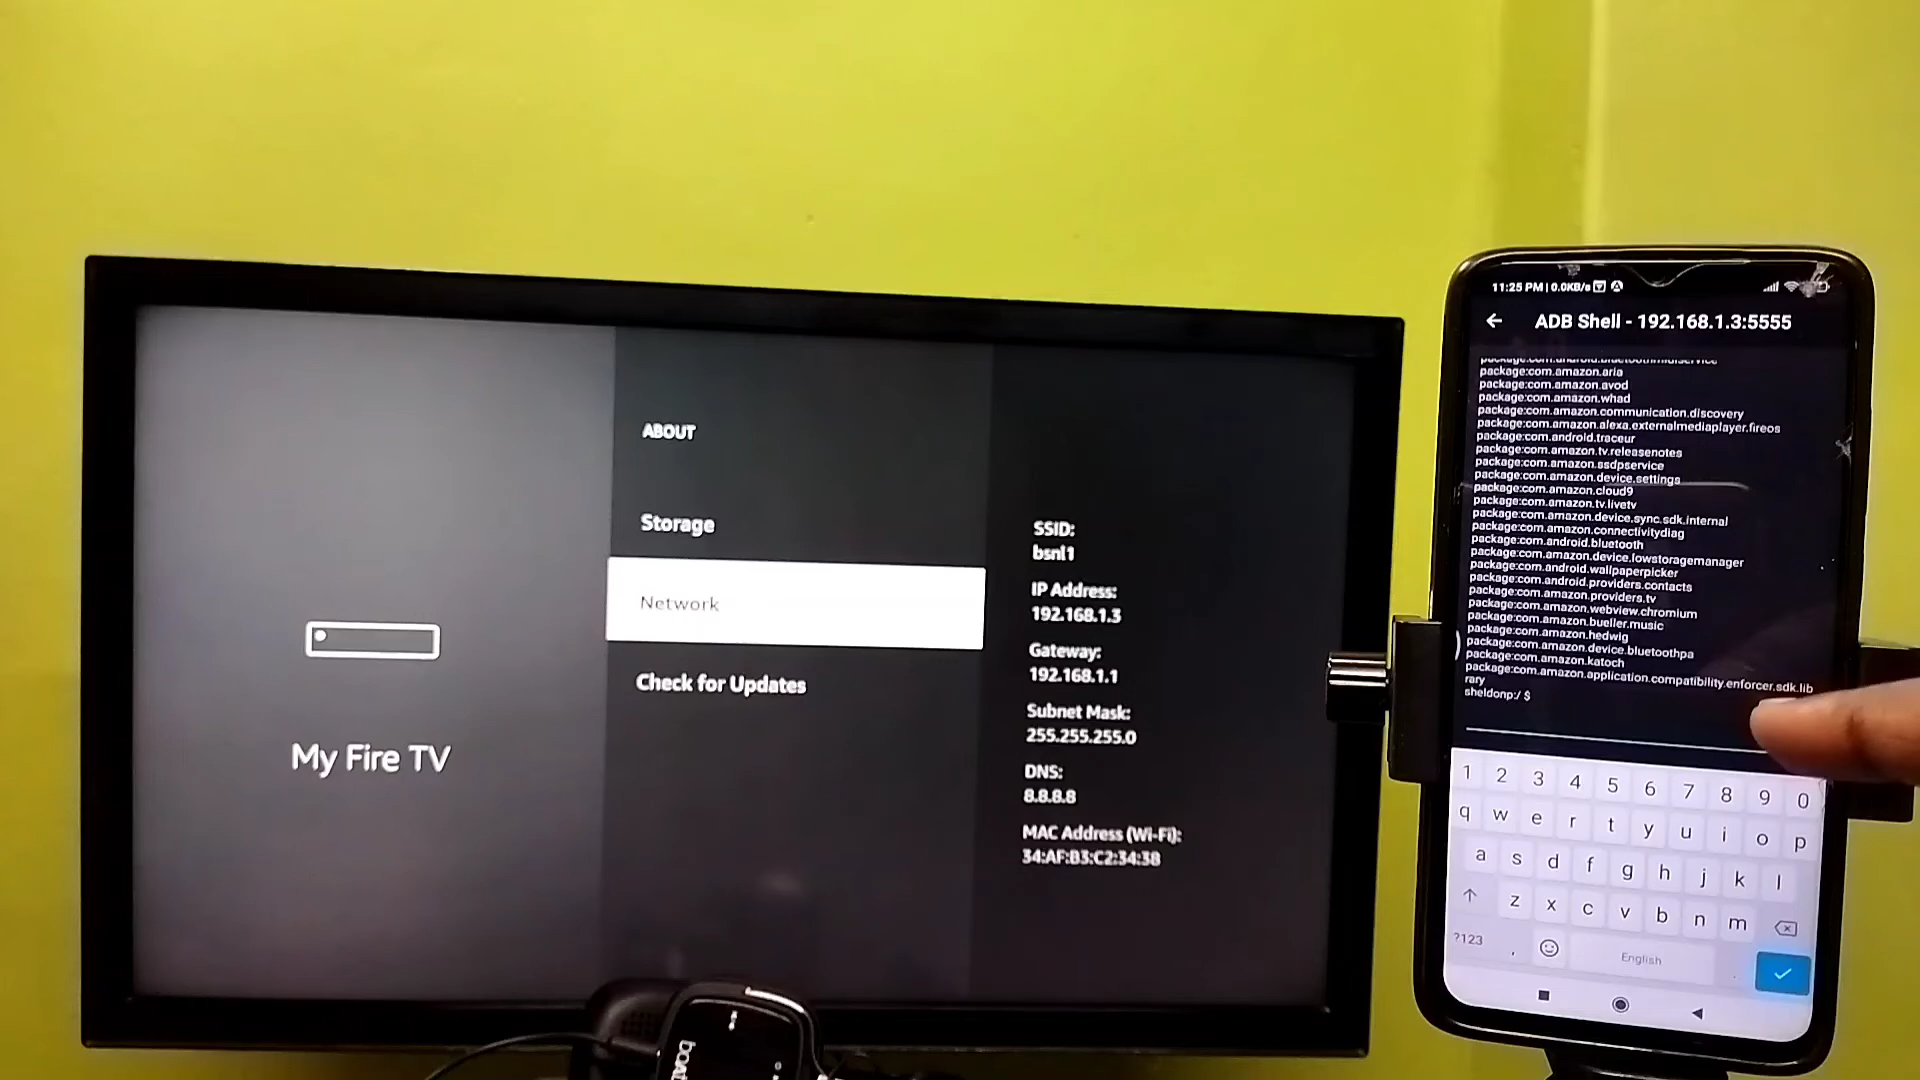 My Fire TV
ABOUT
Storage
Network
Check for Updates
SSID:
bsnl1
IP Address:
192.168.1.3
Gateway:
192.168.1.1
Subnet Mask:
255.255.255.0
DNS:
8.8.8.8
MAC Address (Wi-Fi):
34:AF:B3:C2:34:38
11:25 PM | 0.0KB/s
ADB Shell - 192.168.1.3:5555
package:com.android.bluetoothmidiservice
package:com.amazon.aria
package:com.amazon.avod
package:com.amazon.whad
package:com.amazon.communication.discovery
package:com.amazon.alexa.externalmediaplayer.fireos
package:com.android.traceur
package:com.amazon.tv.releasenotes
package:com.amazon.ssdpservice
package:com.amazon.device.settings
package:com.amazon.cloud9
package:com.amazon.tv.livetv
package:com.amazon.device.sync.sdk.internal
package:com.amazon.connectivitydiag
package:com.android.bluetooth
package:com.amazon.device.lowstoragemanager
package:com.android.wallpaperpicker
package:com.android.providers.contacts
package:com.amazon.providers.tv
package:com.amazon.webview.chromium
package:com.amazon.bueller.music
package:com.amazon.hedwig
package:com.amazon.device.bluetoothpa
package:com.amazon.katoch
package:com.amazon.application.compatibility.enforcer.sdk.lib
rary
sheldonp:/ $
1 2 3 4 5 6 7 8 9 0
q w e r t y u i o p
a s d f g h j k l
z x c v b n m
?123 , English .
boat